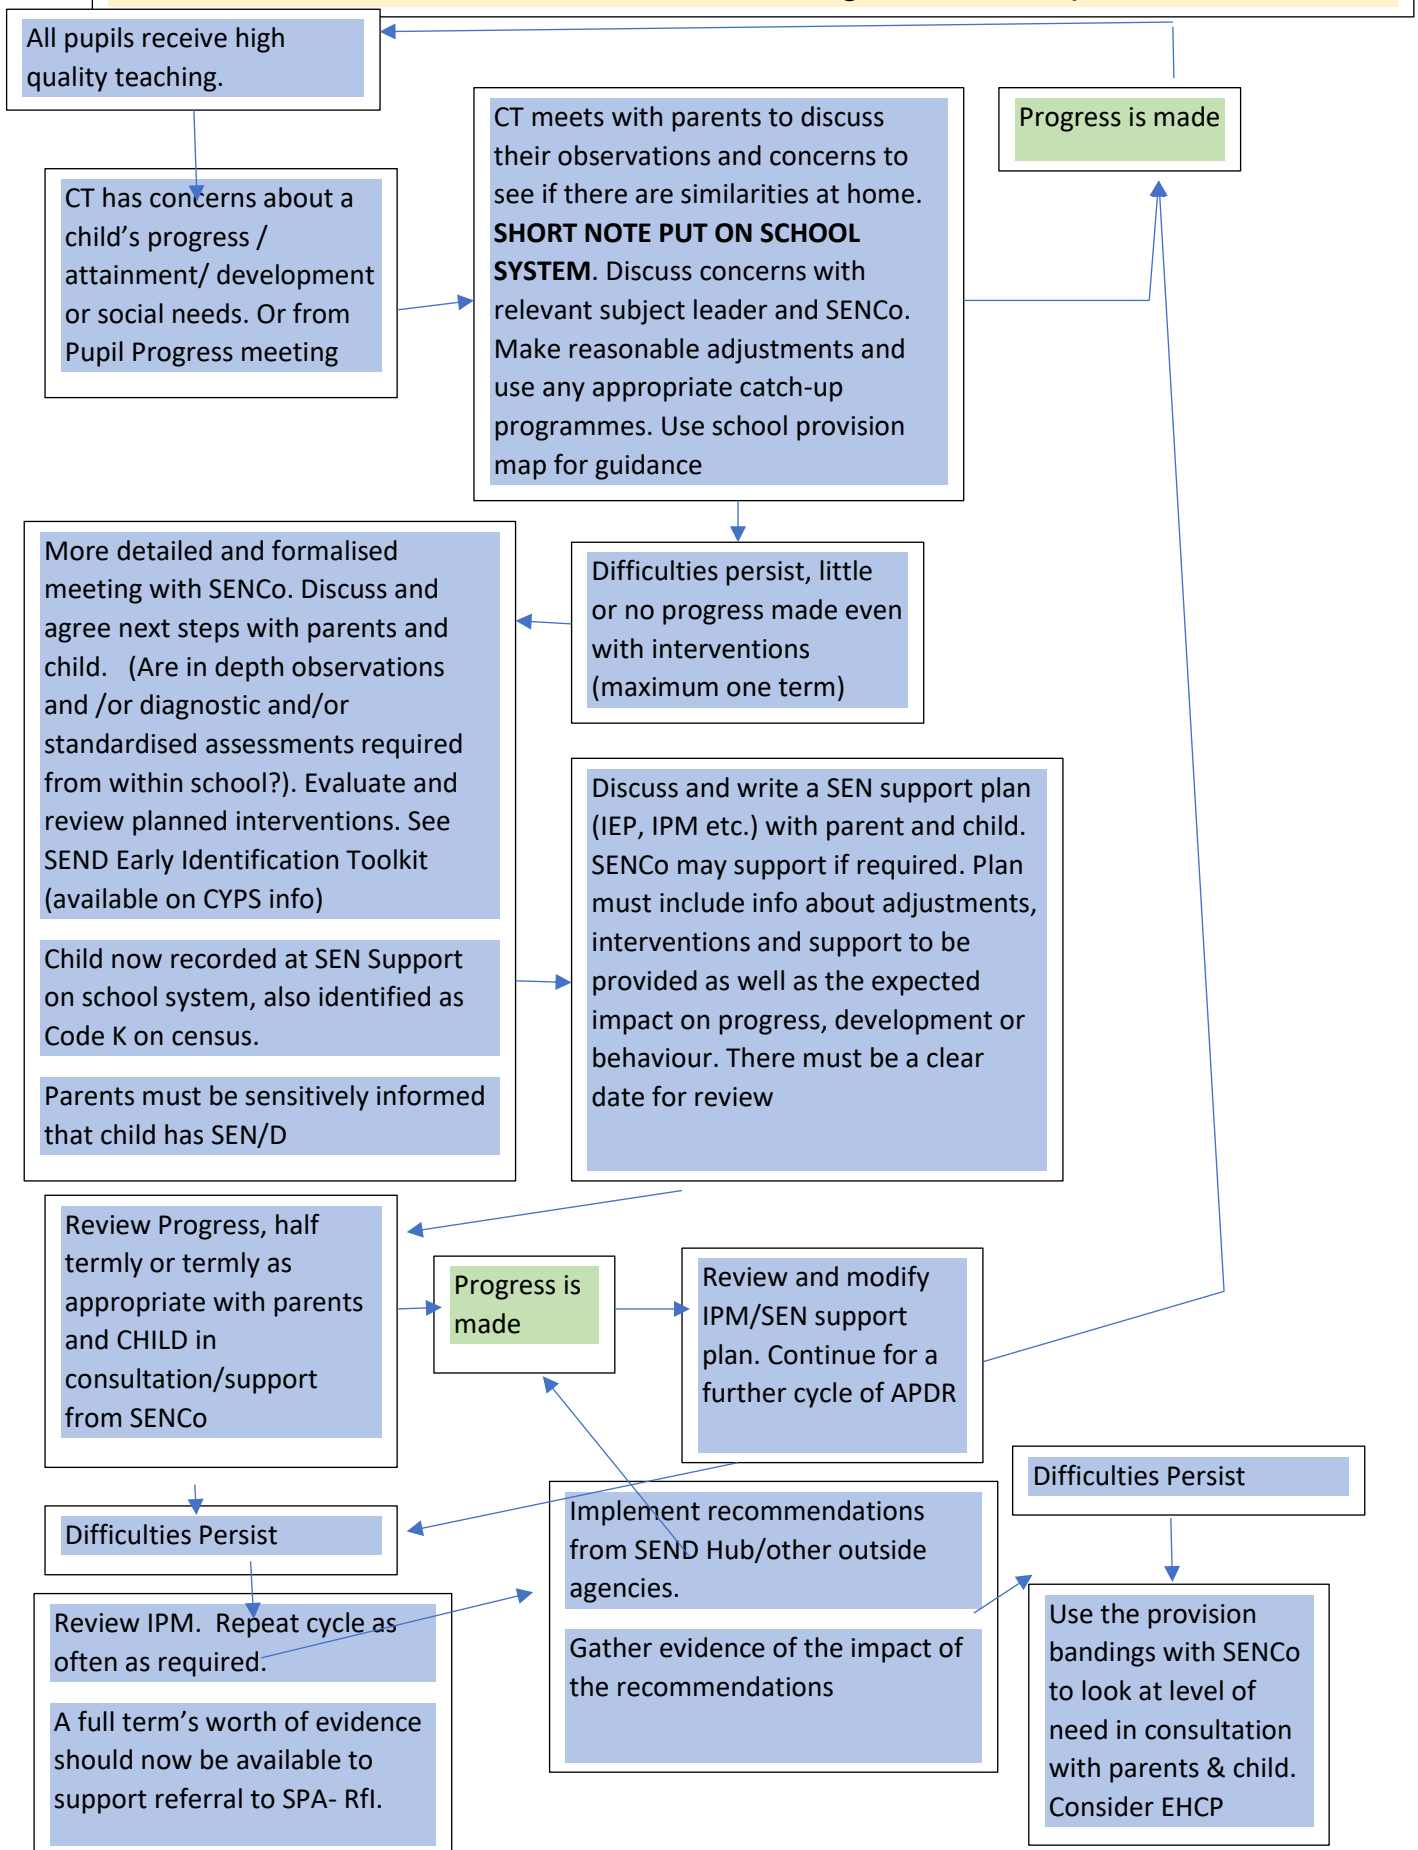 All pupils receive high
quality teaching.
Progress is made
CT meets with parents to discuss
their observations and concerns to
see if there are similarities at home.
SHORT NOTE PUT ON SCHOOL
SYSTEM. Discuss concerns with
relevant subject leader and SENCo.
Make reasonable adjustments and
use any appropriate catch-up
programmes. Use school provision
map for guidance
CT has concerns about a
child’s progress /
attainment/ development
or social needs. Or from
Pupil Progress meeting
More detailed and formalised
meeting with SENCo. Discuss and
agree next steps with parents and
child.   (Are in depth observations
and /or diagnostic and/or
standardised assessments required
from within school?). Evaluate and
review planned interventions. See
SEND Early Identification Toolkit
(available on CYPS info)
Child now recorded at SEN Support
on school system, also identified as
Code K on census.
Parents must be sensitively informed
that child has SEN/D
Difficulties persist, little
or no progress made even
with interventions
(maximum one term)
Discuss and write a SEN support plan
(IEP, IPM etc.) with parent and child.
SENCo may support if required. Plan
must include info about adjustments,
interventions and support to be
provided as well as the expected
impact on progress, development or
behaviour. There must be a clear
date for review
Review Progress, half
termly or termly as
appropriate with parents
and CHILD in
consultation/support
from SENCo
Progress is
made
Review and modify
IPM/SEN support
plan. Continue for a
further cycle of APDR
Difficulties Persist
Difficulties Persist
Implement recommendations
from SEND Hub/other outside
agencies.
Gather evidence of the impact of
the recommendations
Review IPM.  Repeat cycle as
often as required.
A full term’s worth of evidence
should now be available to
support referral to SPA- RfI.
Use the provision
bandings with SENCo
to look at level of
need in consultation
with parents & child.
Consider EHCP